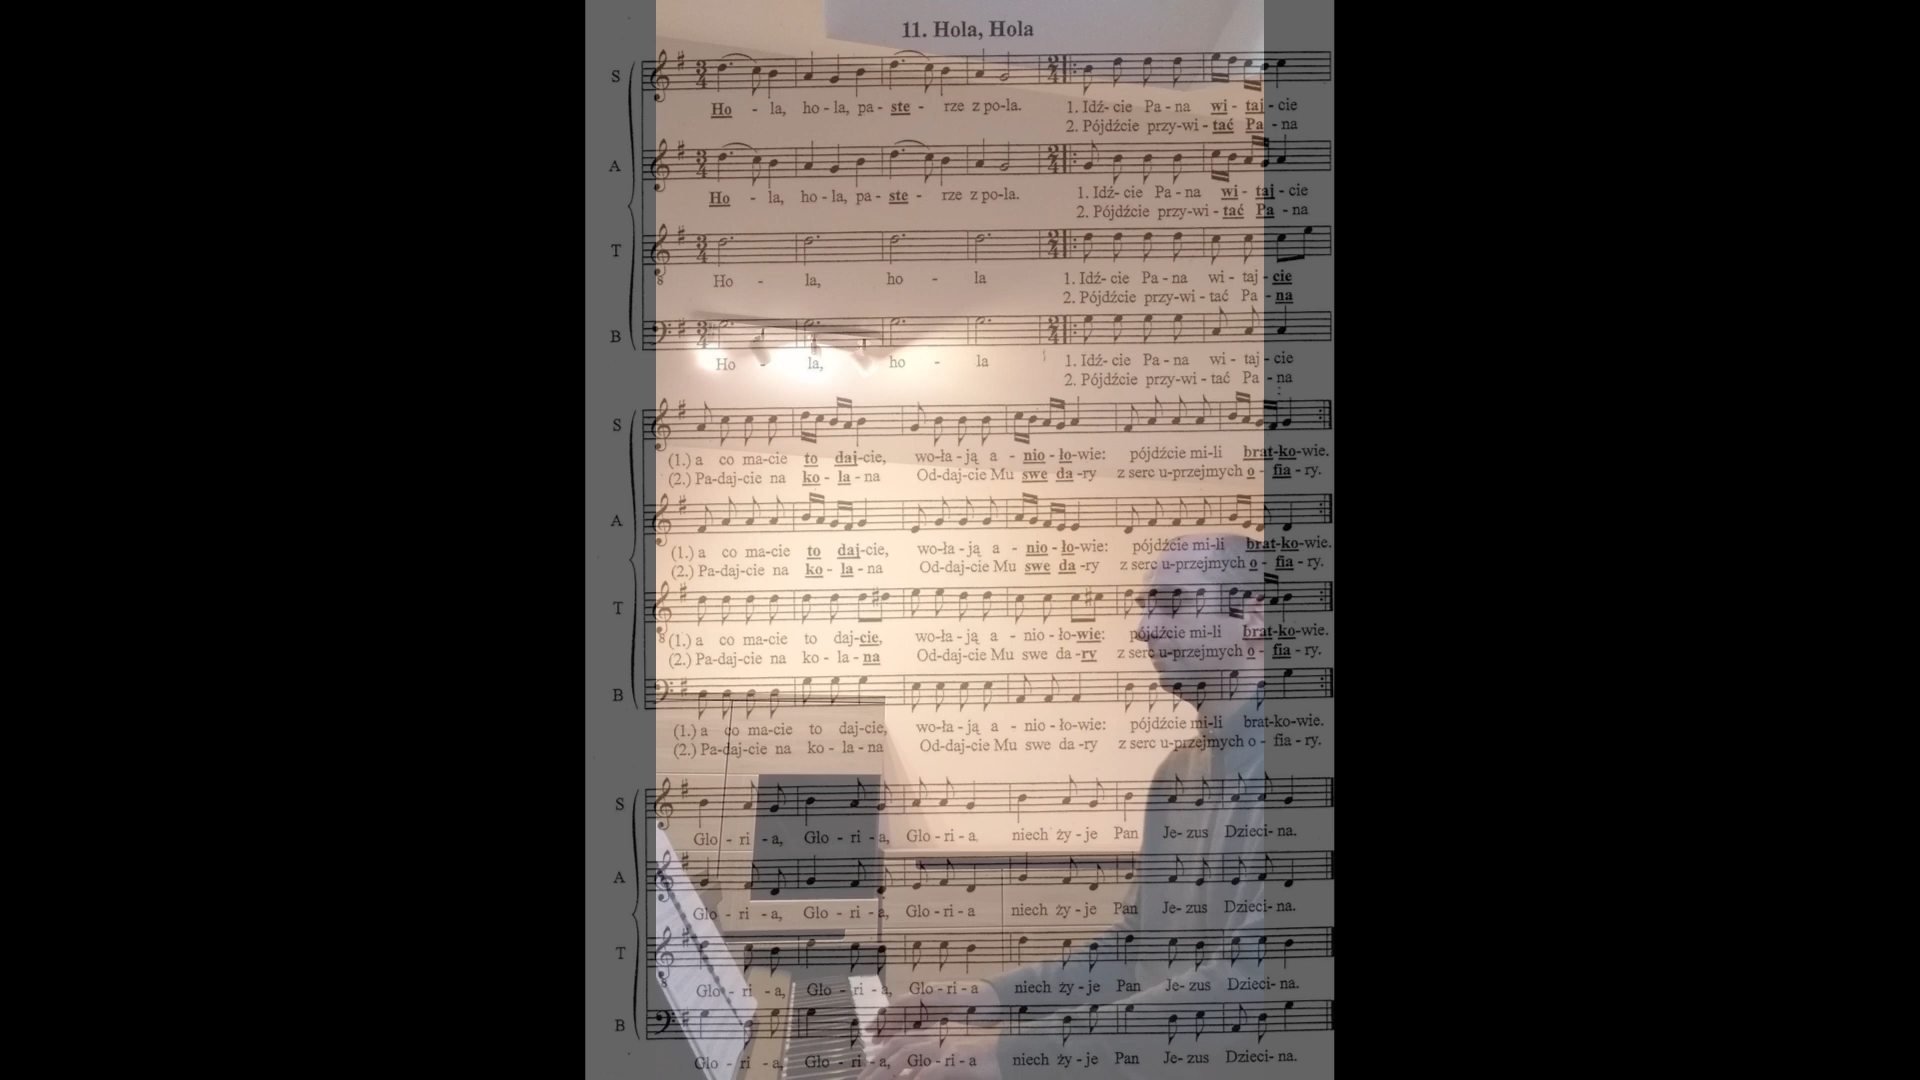 11. Hola, Hola
S
Ho - la, ho - la, pa - ste - rze z po-la. 1. Idź- cie Pa - na wi - taj - cie
2. Pójdźcie przy-wi - tać Pa - na
A
Ho - la, ho - la, pa - ste - rze z po-la. 1. Idź- cie Pa - na wi - taj - cie
2. Pójdźcie przy-wi - tać Pa - na
T
8 Ho - la, ho - la 1. Idź- cie Pa - na wi - taj - cie
2. Pójdźcie przy-wi - tać Pa - na
B
Ho la, ho - la 1. Idź- cie Pa - na wi - taj - cie
2. Pójdźcie przy-wi - tać Pa - na
S
(1.) a co ma-cie to daj-cie, wo-ła - ją a - nio - ło-wie: pójdźcie mi-li brat-ko-wie.
(2.) Pa-daj-cie na ko - la - na Od-daj-cie Mu swe da - ry z serc u-przejmych o - fia - ry.
A
(1.) a co ma-cie to daj-cie, wo-ła - ją a - nio - ło-wie: pójdźcie mi-li brat-ko-wie.
(2.) Pa-daj-cie na ko - la - na Od-daj-cie Mu swe da - ry z serc u-przejmych o - fia - ry.
T
8 (1.) a co ma-cie to daj-cie, wo-ła - ją a - nio - ło-wie: pójdźcie mi-li brat-ko-wie.
(2.) Pa-daj-cie na ko - la - na Od-daj-cie Mu swe da - ry z serc u-przejmych o - fia - ry.
B
(1.) a co ma-cie to daj-cie, wo-ła - ją a - nio - ło-wie: pójdźcie mi-li brat-ko-wie.
(2.) Pa-daj-cie na ko - la - na Od-daj-cie Mu swe da - ry z serc u-przejmych o - fia - ry.
S
Glo - ri - a, Glo - ri - a, Glo - ri - a niech ży - je Pan Je- zus Dzieci- na.
A
Glo - ri - a, Glo - ri - a, Glo - ri - a niech ży - je Pan Je- zus Dzieci- na.
T
8 Glo - ri - a, Glo - ri - a, Glo - ri - a niech ży - je Pan Je- zus Dzieci- na.
B
Glo - ri - a, Glo - ri - a, Glo - ri - a niech ży - je Pan Je- zus Dzieci- na.